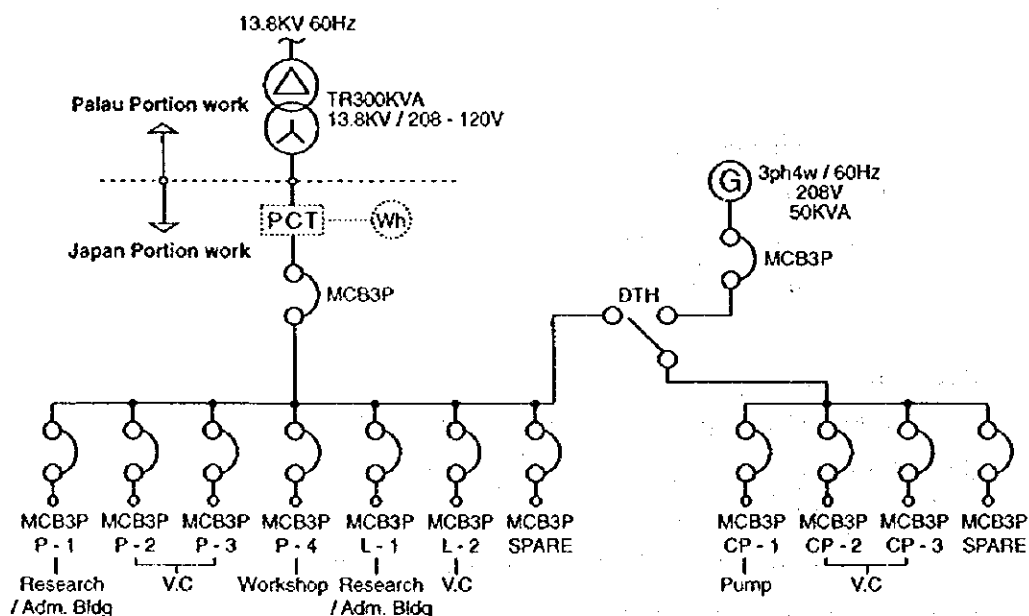 13.8KV 60Hz
TR300KVA
13.8KV / 208 - 120V
Palau Portion work
Japan Portion work
PCT
Wh
MCB3P
G
3ph4w / 60Hz
208V
50KVA
MCB3P
DTH
MCB3P MCB3P MCB3P MCB3P MCB3P MCB3P MCB3P
P - 1 P - 2 P - 3 P - 4 L - 1 L - 2 SPARE
Research / Adm. Bldg V.C Workshop Research / Adm. Bldg V.C
MCB3P MCB3P MCB3P MCB3P
CP - 1 CP - 2 CP - 3 SPARE
Pump V.C